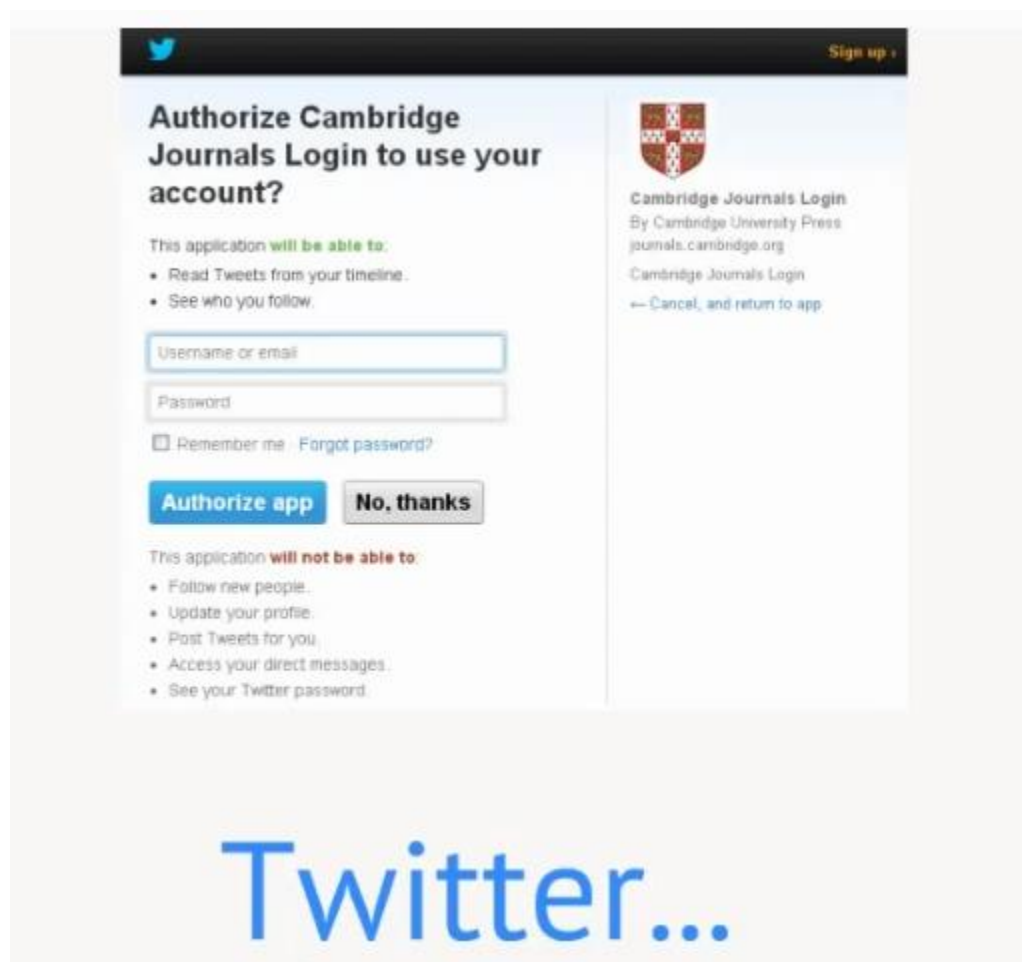 Sign up ›
Authorize Cambridge
Journals Login to use your
account?
This application will be able to:
• Read Tweets from your timeline.
• See who you follow.
Username or email
Password
Remember me · Forgot password?
Authorize app
No, thanks
This application will not be able to:
• Follow new people.
• Update your profile.
• Post Tweets for you.
• Access your direct messages.
• See your Twitter password.
Cambridge Journals Login
By Cambridge University Press
journals.cambridge.org
Cambridge Journals Login
← Cancel, and return to app
Twitter...